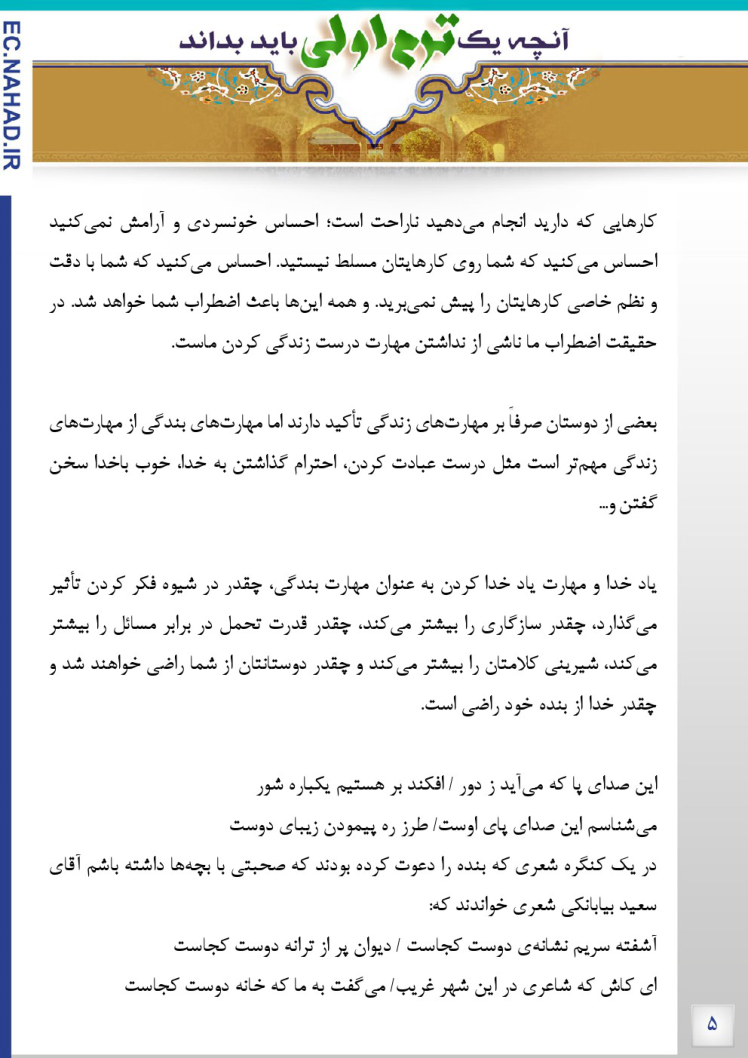 آنچه یک ترم اولی باید بداند
EC.NAHAD.IR
کارهایی که دارید انجام می‌دهید ناراحت است؛ احساس خونسردی و آرامش نمی‌کنید
احساس می‌کنید که شما روی کارهایتان مسلط نیستید. احساس می‌کنید که شما با دقت
و نظم خاصی کارهایتان را پیش نمی‌برید. و همه این‌ها باعث اضطراب شما خواهد شد. در
حقیقت اضطراب ما ناشی از نداشتن مهارت درست زندگی کردن ماست.
بعضی از دوستان صرفاً بر مهارت‌های زندگی تأکید دارند اما مهارت‌های بندگی از مهارت‌های
زندگی مهم‌تر است مثل درست عبادت کردن، احترام گذاشتن به خدا، خوب باخدا سخن
گفتن و...
یاد خدا و مهارت یاد خدا کردن به عنوان مهارت بندگی، چقدر در شیوه فکر کردن تأثیر
می‌گذارد، چقدر سازگاری را بیشتر می‌کند، چقدر قدرت تحمل در برابر مسائل را بیشتر
می‌کند، شیرینی کلامتان را بیشتر می‌کند و چقدر دوستانتان از شما راضی خواهند شد و
چقدر خدا از بنده خود راضی است.
این صدای پا که می‌آید ز دور / افکند بر هستیم یکباره شور
می‌شناسم این صدای پای اوست/ طرز ره پیمودن زیبای دوست
در یک کنگره شعری که بنده را دعوت کرده بودند که صحبتی با بچه‌ها داشته باشم آقای
سعید بیابانکی شعری خواندند که:
آشفته سریم نشانه‌ی دوست کجاست / دیوان پر از ترانه دوست کجاست
ای کاش که شاعری در این شهر غریب/ می‌گفت به ما که خانه دوست کجاست
۵